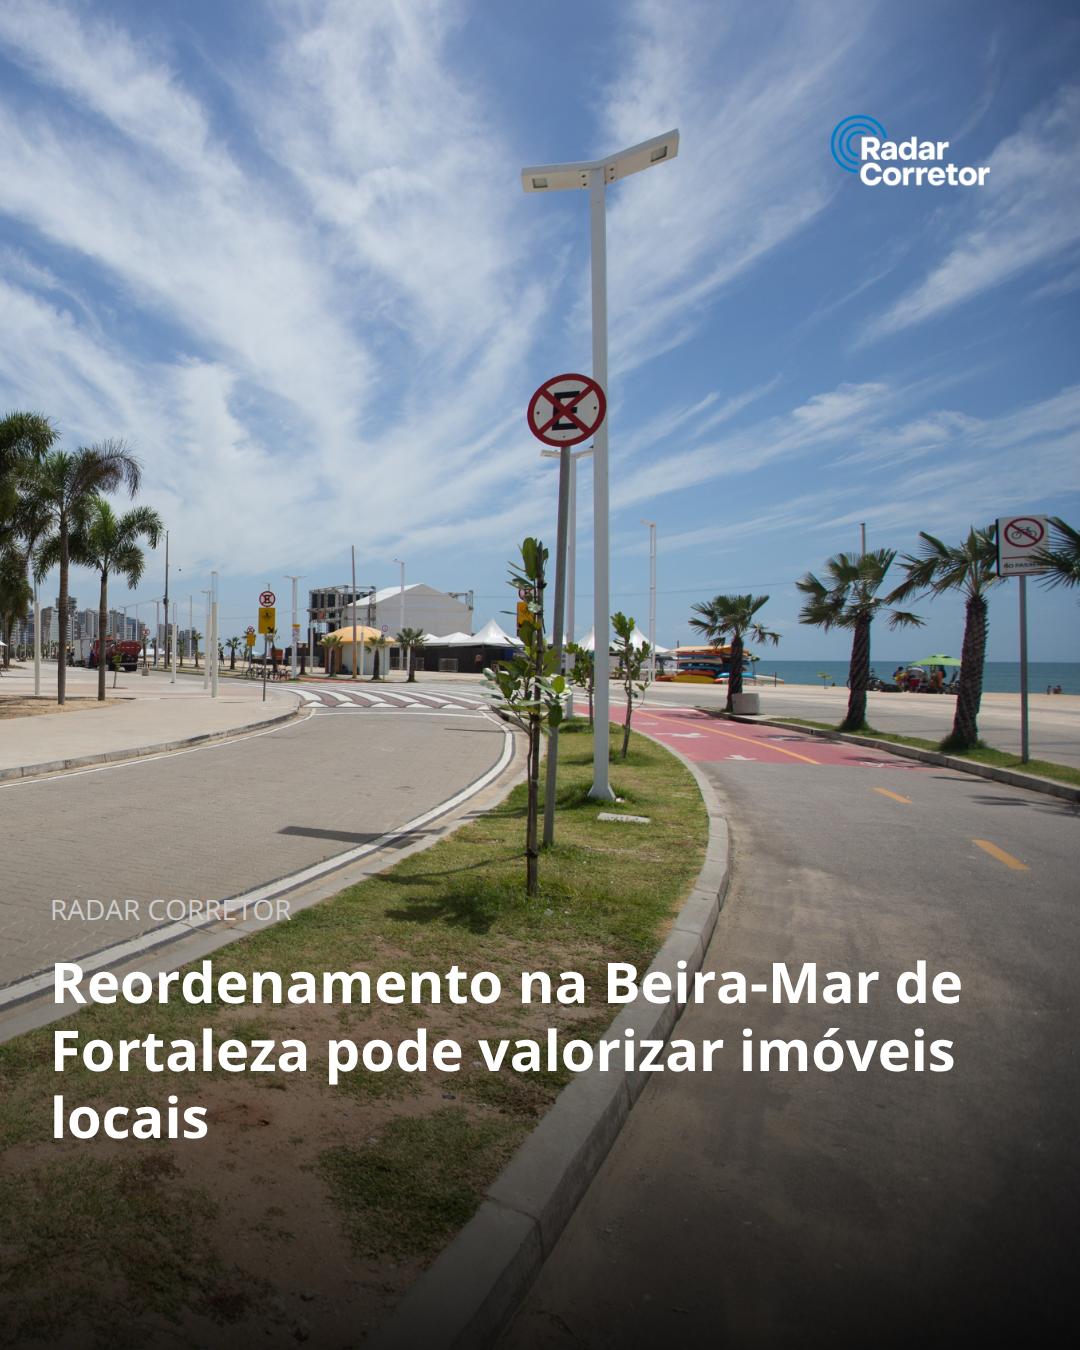 Radar
Corretor
E
RADAR CORRETOR
Reordenamento na Beira-Mar de
Fortaleza pode valorizar imóveis
locais